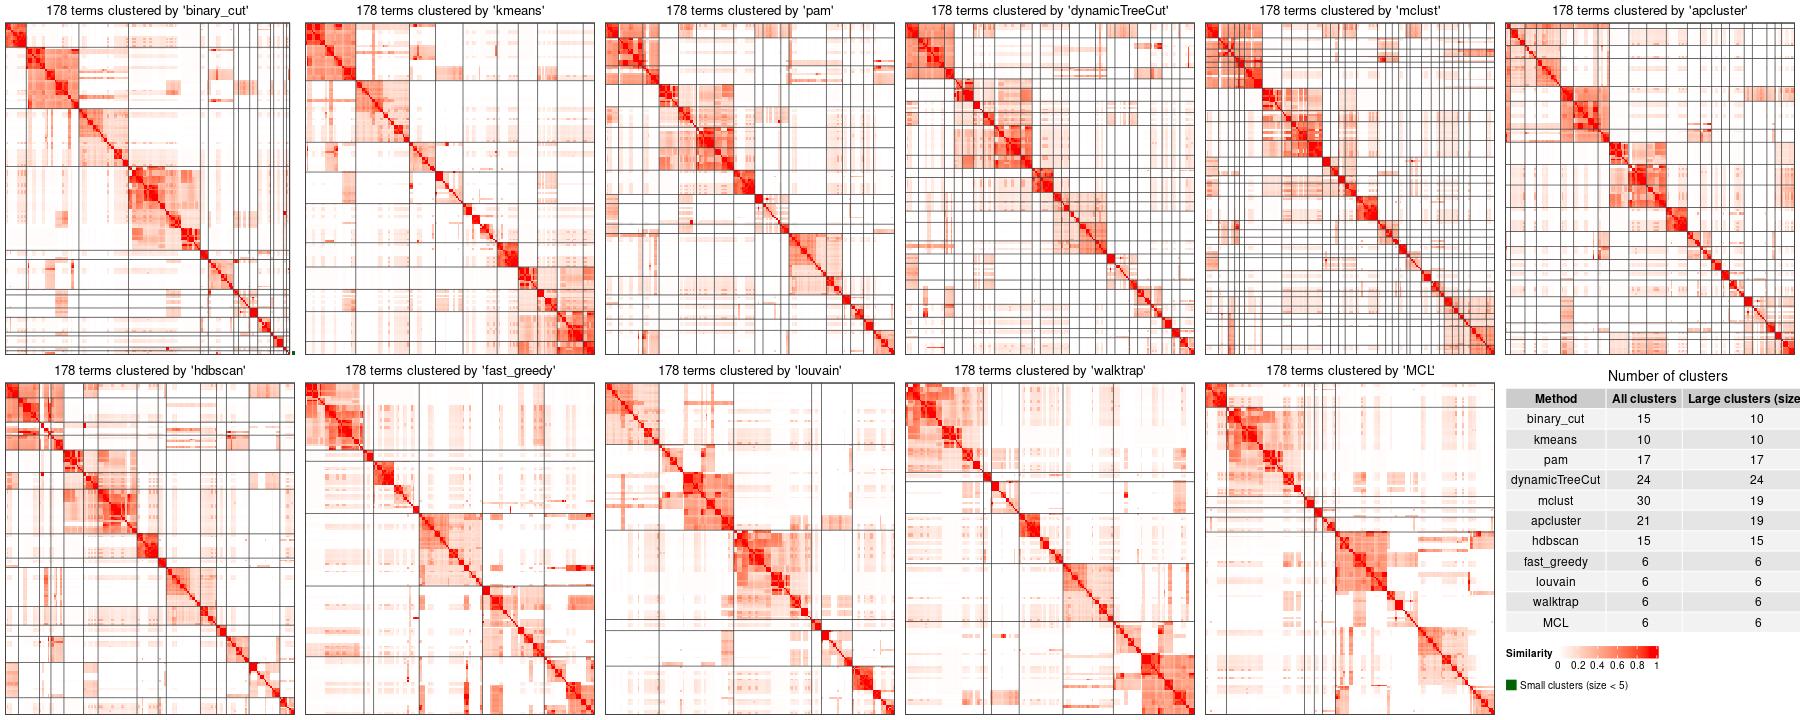 178 terms clustered by 'binary_cut'
178 terms clustered by 'kmeans'
178 terms clustered by 'pam'
178 terms clustered by 'dynamicTreeCut'
178 terms clustered by 'mclust'
178 terms clustered by 'apcluster'
178 terms clustered by 'hdbscan'
178 terms clustered by 'fast_greedy'
178 terms clustered by 'louvain'
178 terms clustered by 'walktrap'
178 terms clustered by 'MCL'
Number of clusters
Method All clusters Large clusters (size
binary_cut 15 10
kmeans 10 10
pam 17 17
dynamicTreeCut 24 24
mclust 30 19
apcluster 21 19
hdbscan 15 15
fast_greedy 6 6
louvain 6 6
walktrap 6 6
MCL 6 6
Similarity 0 0.2 0.4 0.6 0.8 1
Small clusters (size < 5)